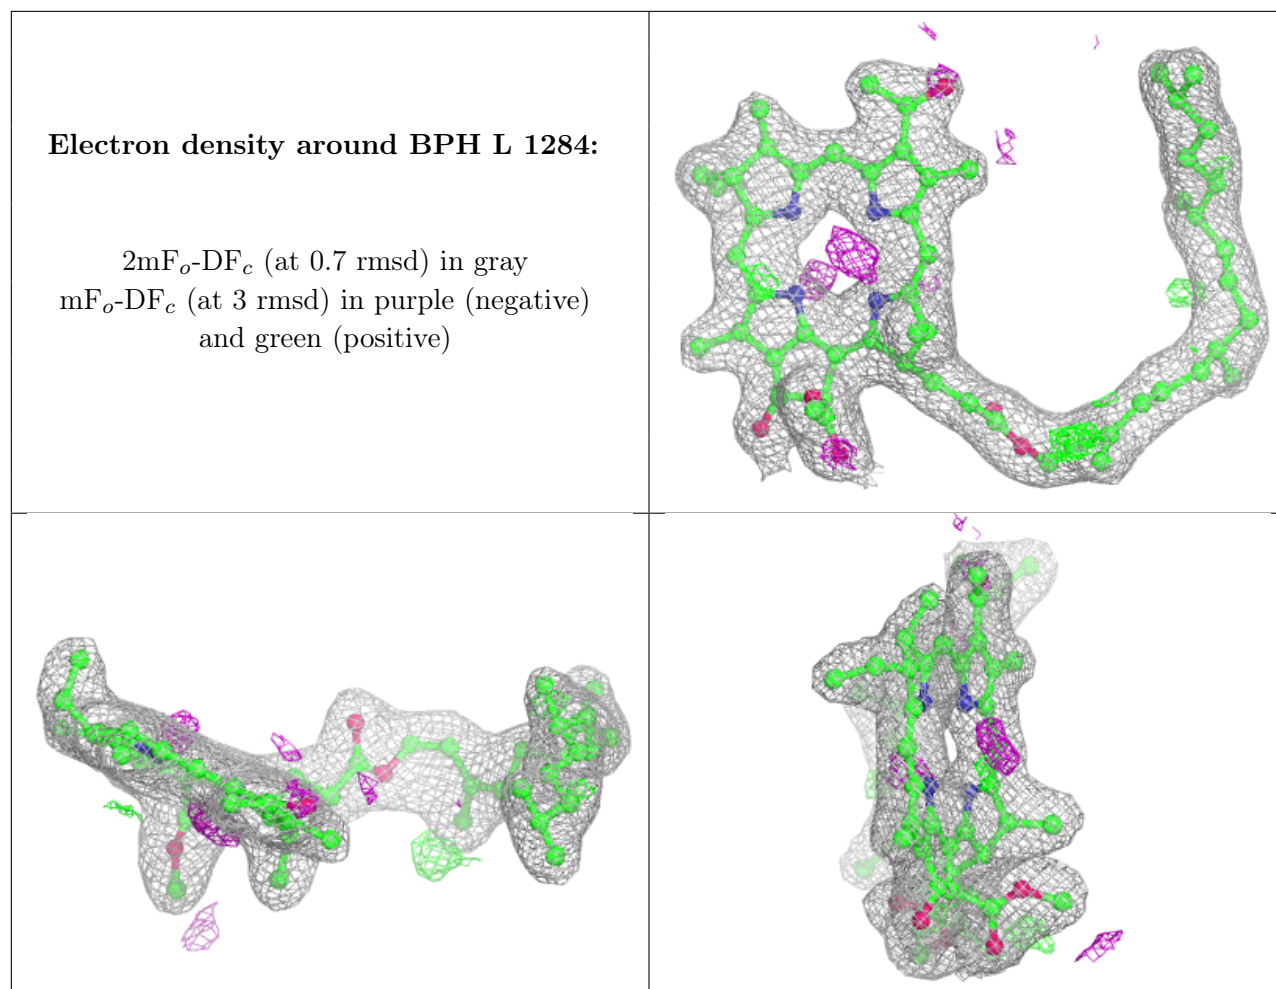 Electron density around BPH L 1284:
2mFₒ-DF𝒸 (at 0.7 rmsd) in gray
mFₒ-DF𝒸 (at 3 rmsd) in purple (negative)
and green (positive)